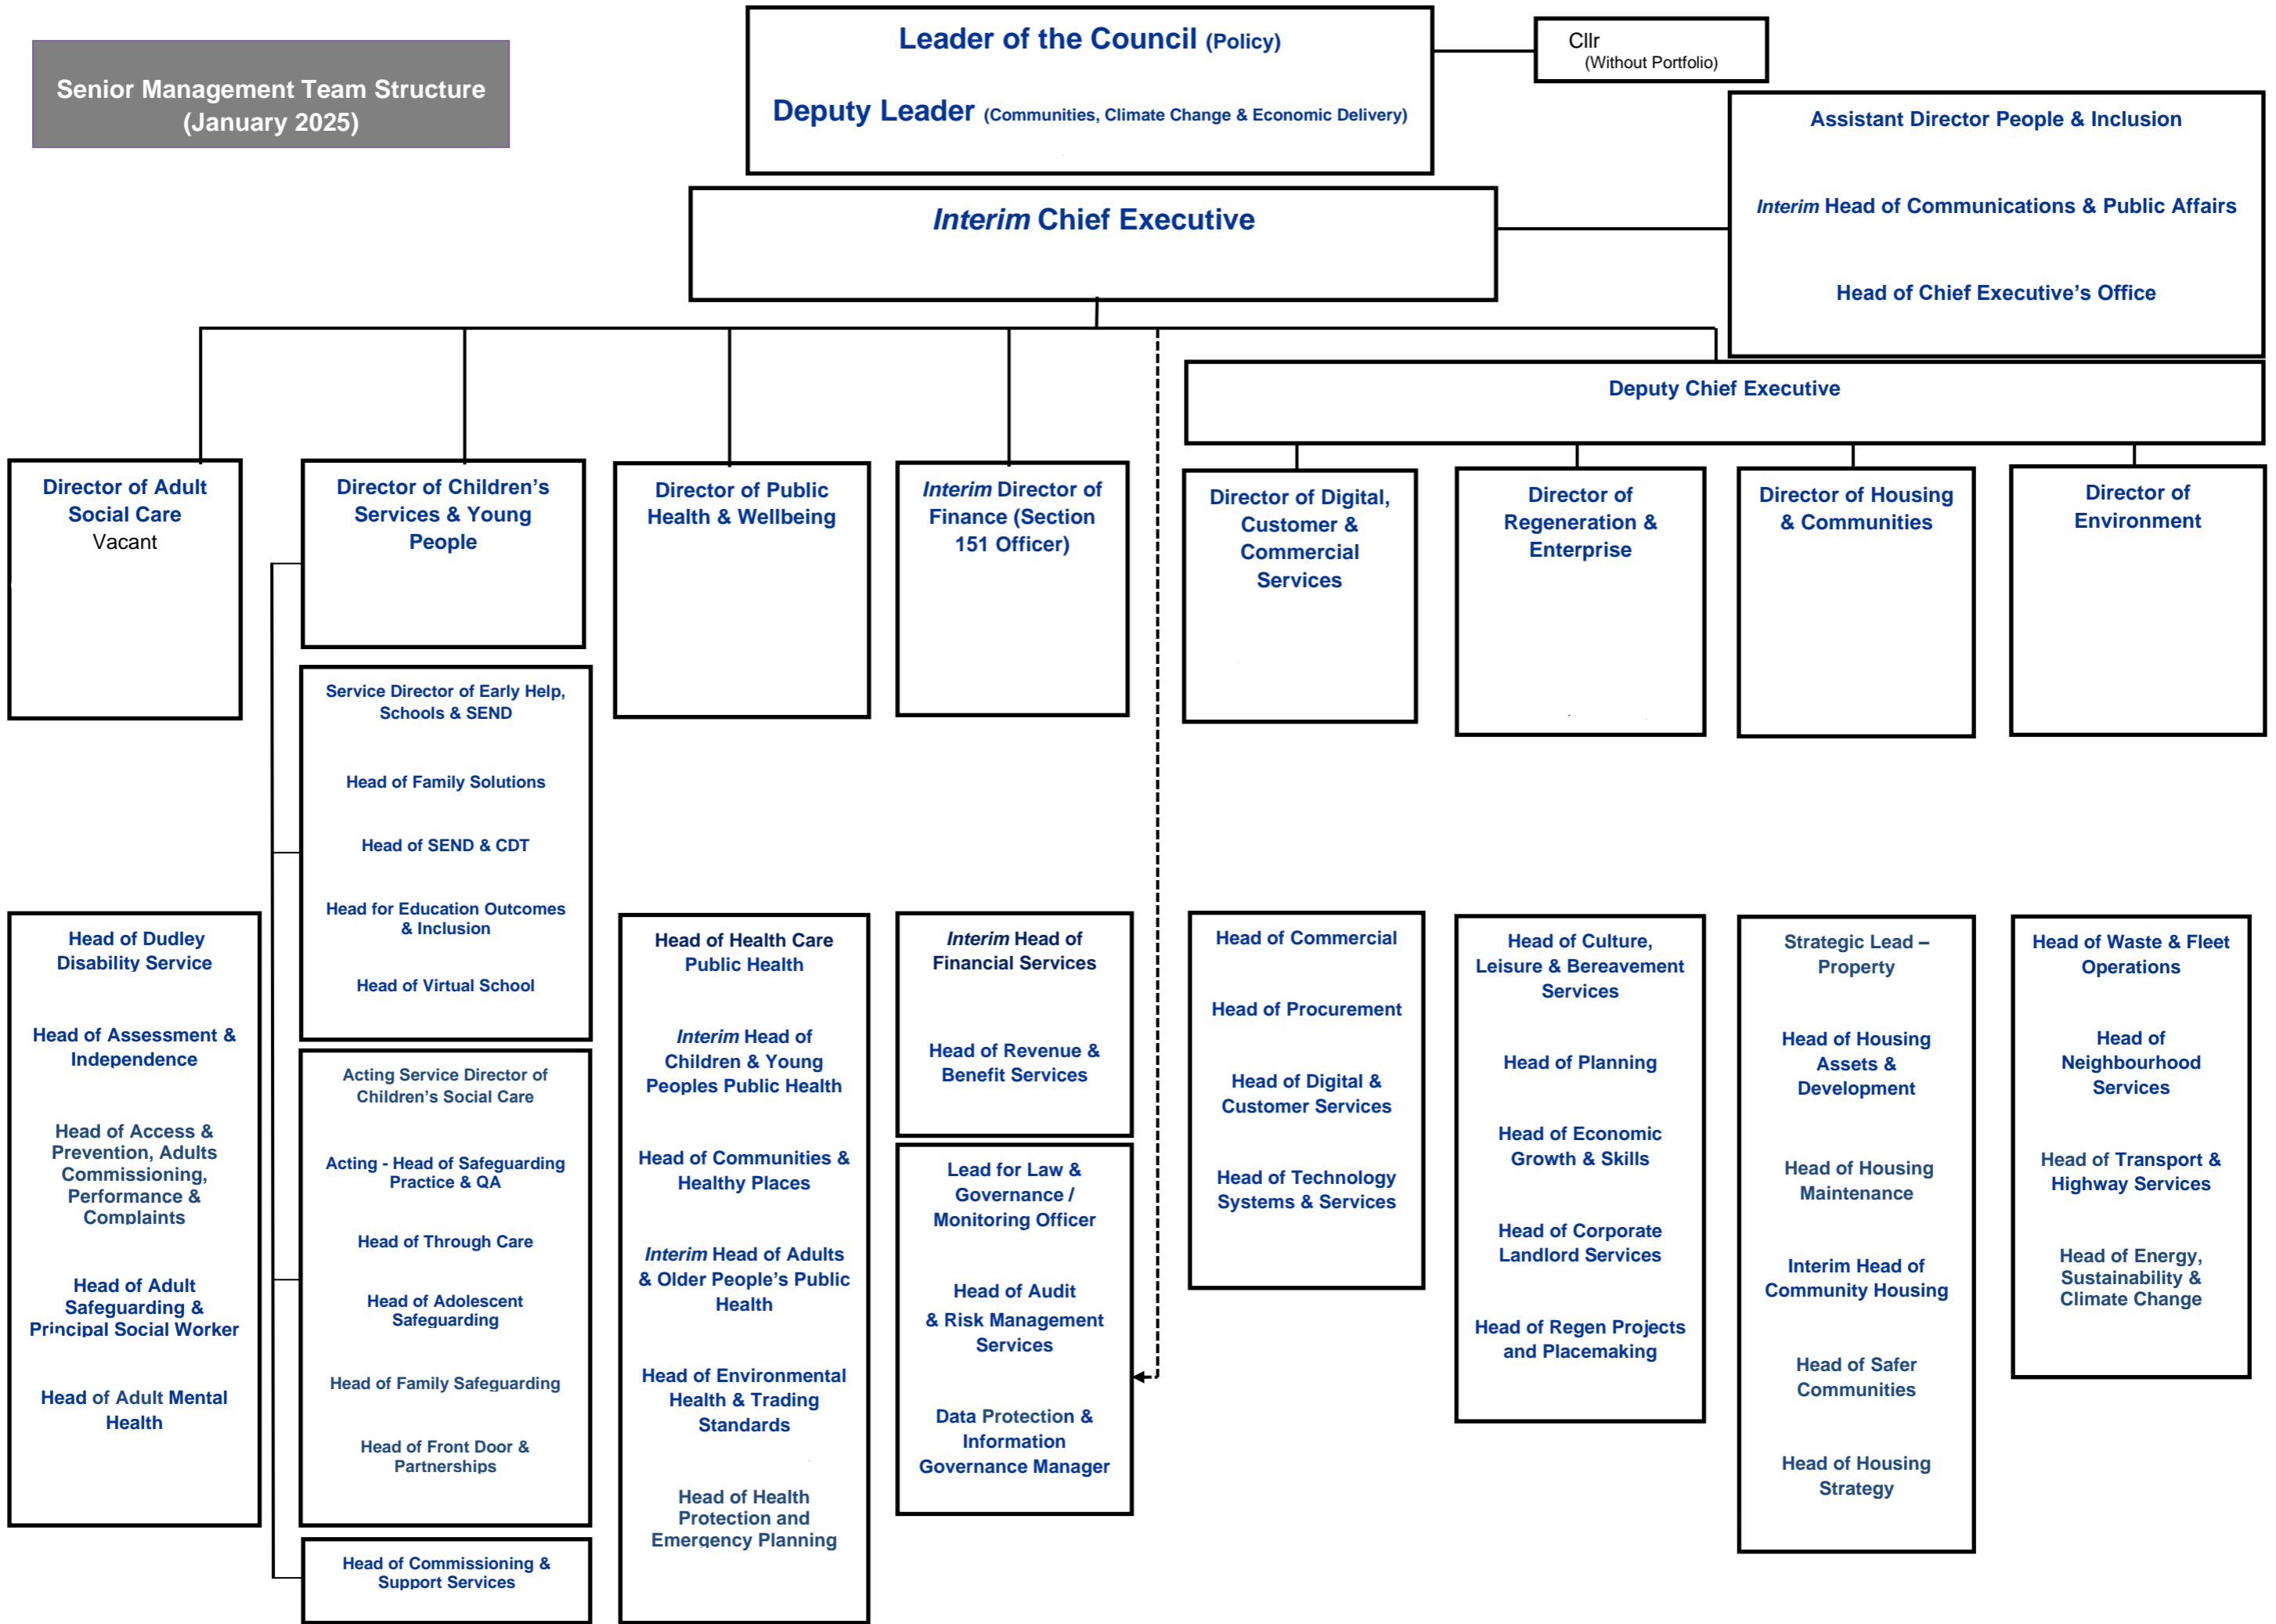 Senior Management Team Structure
(January 2025)
Leader of the Council (Policy)
Deputy Leader (Communities, Climate Change & Economic Delivery)
Cllr
(Without Portfolio)
Interim Chief Executive
Assistant Director People & Inclusion
Interim Head of Communications & Public Affairs
Head of Chief Executive's Office
Deputy Chief Executive
Director of Adult
Social Care
Vacant
Director of Children's
Services & Young
People
Director of Public
Health & Wellbeing
Interim Director of
Finance (Section
151 Officer)
Director of Digital,
Customer &
Commercial
Services
Director of
Regeneration &
Enterprise
Director of Housing
& Communities
Director of
Environment
Head of Dudley
Disability Service
Head of Assessment &
Independence
Head of Access &
Prevention, Adults
Commissioning,
Performance &
Complaints
Head of Adult
Safeguarding &
Principal Social Worker
Head of Adult Mental
Health
Service Director of Early Help,
Schools & SEND
Head of Family Solutions
Head of SEND & CDT
Head for Education Outcomes
& Inclusion
Head of Virtual School
Acting Service Director of
Children's Social Care
Acting - Head of Safeguarding
Practice & QA
Head of Through Care
Head of Adolescent
Safeguarding
Head of Family Safeguarding
Head of Front Door &
Partnerships
Head of Commissioning &
Support Services
Head of Health Care
Public Health
Interim Head of
Children & Young
Peoples Public Health
Head of Communities &
Healthy Places
Interim Head of Adults
& Older People's Public
Health
Head of Environmental
Health & Trading
Standards
Head of Health
Protection and
Emergency Planning
Interim Head of
Financial Services
Head of Revenue &
Benefit Services
Lead for Law &
Governance /
Monitoring Officer
Head of Audit
& Risk Management
Services
Data Protection &
Information
Governance Manager
Head of Commercial
Head of Procurement
Head of Digital &
Customer Services
Head of Technology
Systems & Services
Head of Culture,
Leisure & Bereavement
Services
Head of Planning
Head of Economic
Growth & Skills
Head of Corporate
Landlord Services
Head of Regen Projects
and Placemaking
Strategic Lead –
Property
Head of Housing
Assets &
Development
Head of Housing
Maintenance
Interim Head of
Community Housing
Head of Safer
Communities
Head of Housing
Strategy
Head of Waste & Fleet
Operations
Head of
Neighbourhood
Services
Head of Transport &
Highway Services
Head of Energy,
Sustainability &
Climate Change